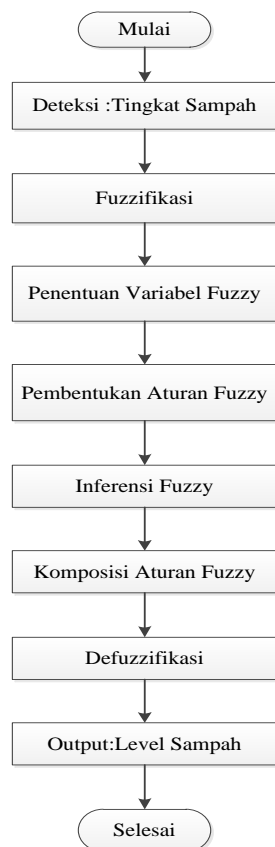 Mulai
Deteksi :Tingkat Sampah
Fuzzifikasi
Penentuan Variabel Fuzzy
Pembentukan Aturan Fuzzy
Inferensi Fuzzy
Komposisi Aturan Fuzzy
Defuzzifikasi
Output:Level Sampah
Selesai